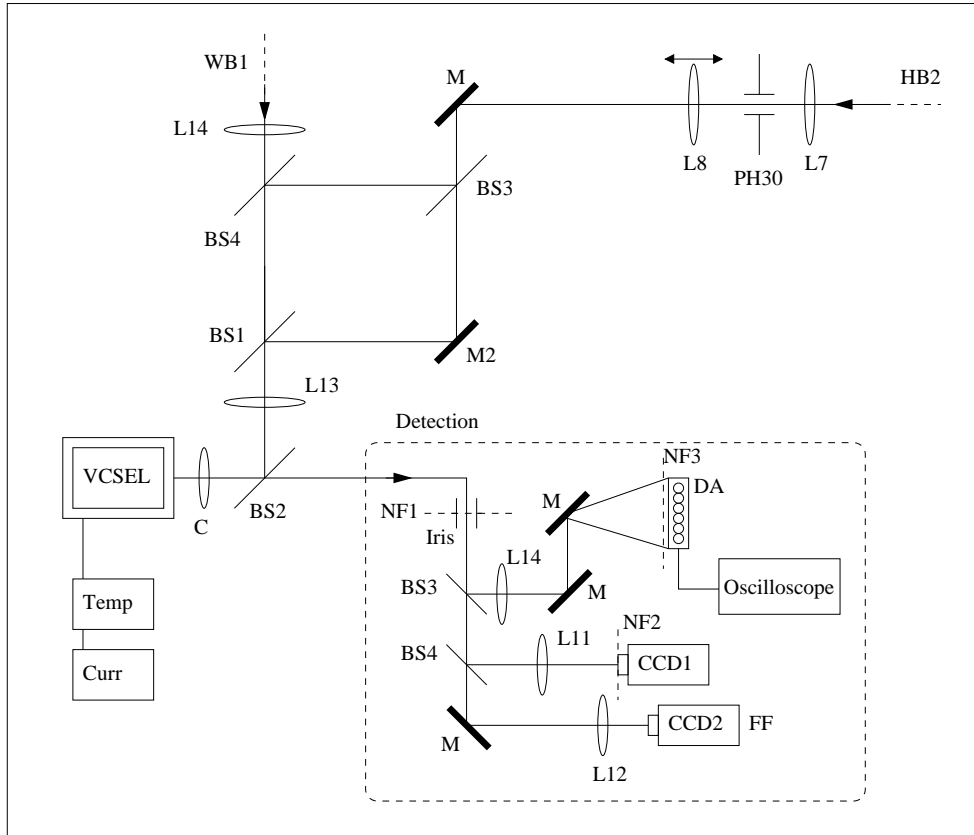 WB1
M
HB2
L14
L8
PH30
L7
BS3
BS4
BS1
M2
L13
Detection
VCSEL
NF3
DA
C
BS2
NF1
Iris
M
L14
BS3
M
Oscilloscope
Temp
NF2
L11
BS4
CCD1
Curr
CCD2
FF
M
L12